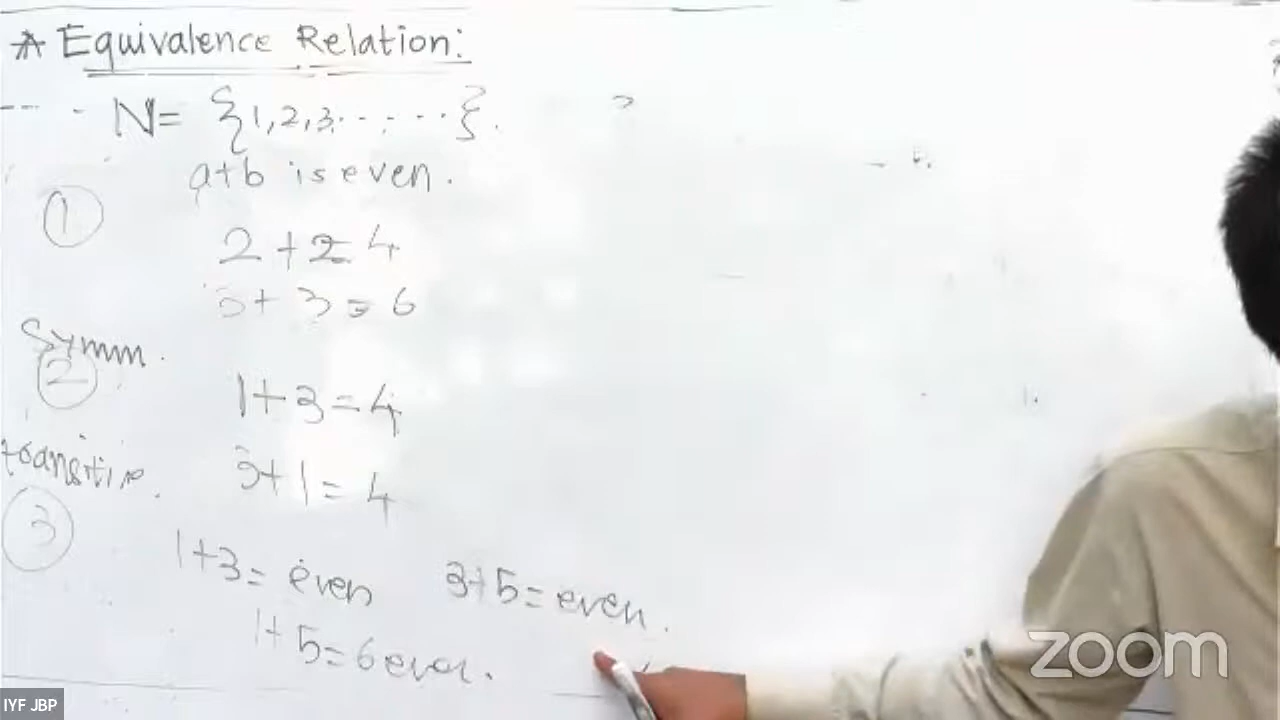 * Equivalence Relation:
N= {1,2,3.......}.
a+b is even.
1
2+2=4
3+3=6
Symm.
2
1+3=4
3+1=4
transitive.
3
1+3= even 3+5=even.
1+5=6 even.
zoom
IYF JBP